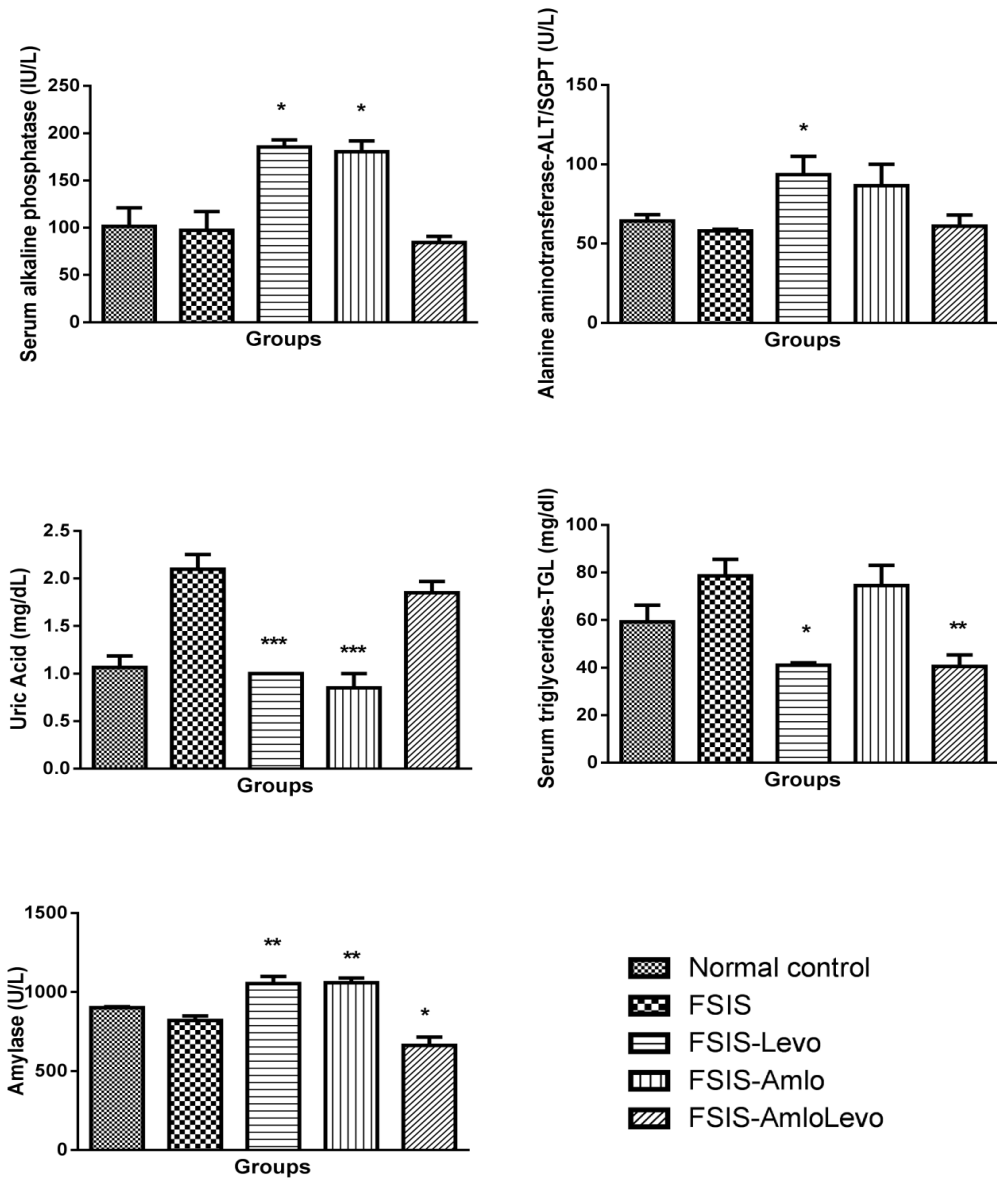 Serum alkaline phosphatase (IU/L)
250
200
150
100
50
0
*
*
Groups
Alanine aminotransferase-ALT/SGPT (U/L)
150
100
50
0
*
Groups
Uric Acid (mg/dL)
2.5
2.0
1.5
1.0
0.5
0.0
***
***
Groups
Serum triglycerides-TGL (mg/dl)
100
80
60
40
20
0
*
**
Groups
Amylase (U/L)
1500
1000
500
0
**
**
*
Groups
Normal control
FSIS
FSIS-Levo
FSIS-Amlo
FSIS-AmloLevo